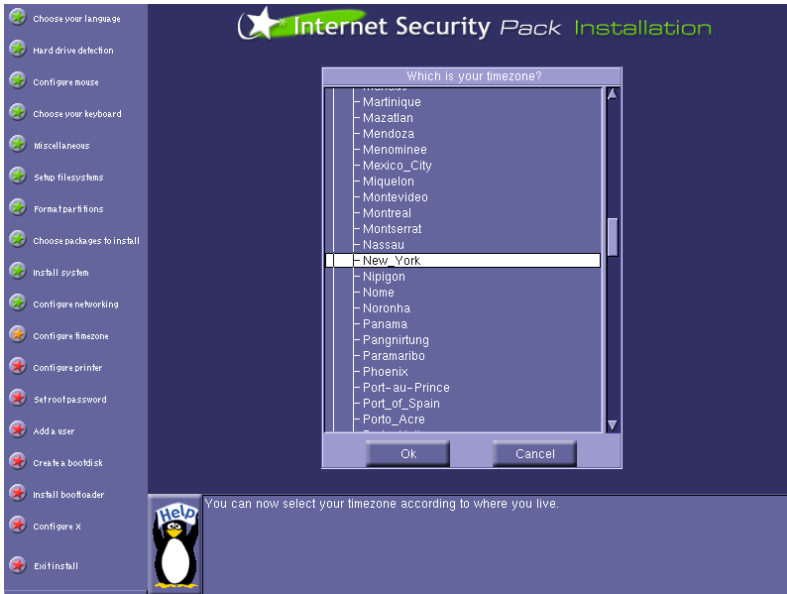 Choose your language
Hard drive detection
Configure mouse
Choose your keyboard
Miscellaneous
Setup filesystems
Format partitions
Choose packages to install
Install system
Configure networking
Configure timezone
Configure printer
Set root password
Add a user
Create a bootdisk
Install bootloader
Configure X
Exit install
Internet Security Pack Installation
Which is your timezone?
Martinique
Mazatlan
Mendoza
Menominee
Mexico_City
Miquelon
Montevideo
Montreal
Montserrat
Nassau
New_York
Nipigon
Nome
Noronha
Panama
Pangnirtung
Paramaribo
Phoenix
Port-au-Prince
Port_of_Spain
Porto_Acre
Ok Cancel
Help
You can now select your timezone according to where you live.